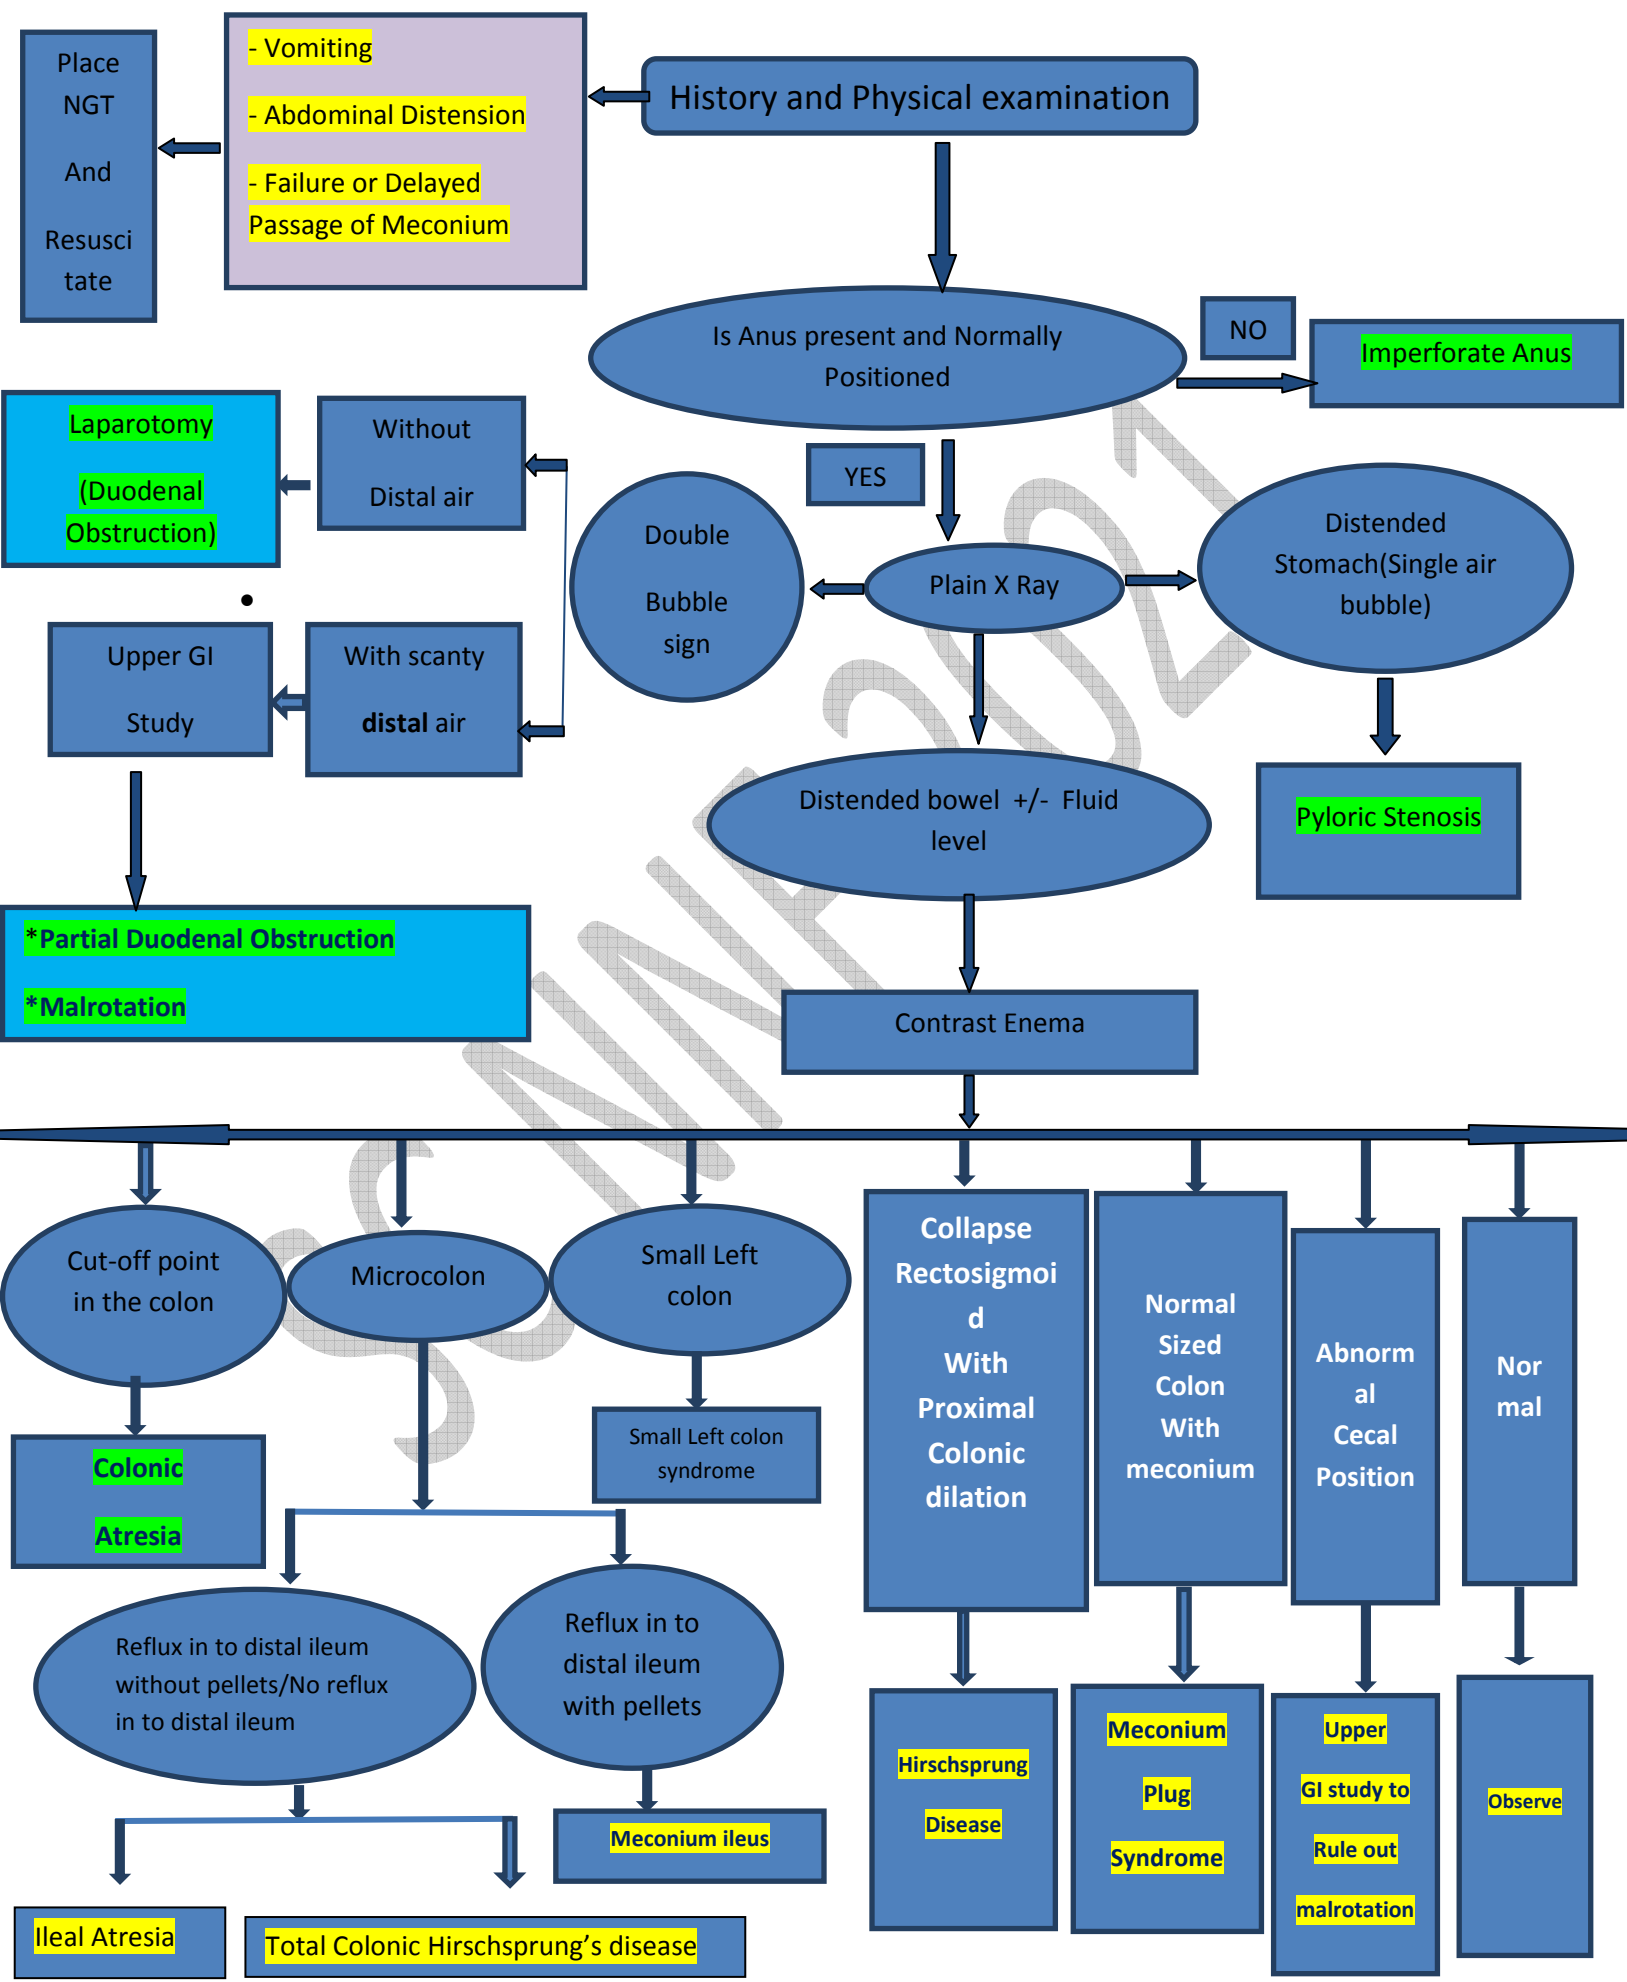 Place
NGT
And
Resusci
tate
- Vomiting
- Abdominal Distension
- Failure or Delayed
Passage of Meconium
History and Physical examination
Is Anus present and Normally
Positioned
NO
Imperforate Anus
YES
Laparotomy
(Duodenal
Obstruction)
Without
Distal air
Double
Bubble
sign
Plain X Ray
Distended
Stomach(Single air
bubble)
•
Upper GI
Study
With scanty
distal air
Distended bowel +/- Fluid
level
Pyloric Stenosis
*Partial Duodenal Obstruction
*Malrotation
Contrast Enema
Cut-off point
in the colon
Microcolon
Small Left
colon
Collapse
Rectosigmoi
d
With
Proximal
Colonic
dilation
Normal
Sized
Colon
With
meconium
Abnorm
al
Cecal
Position
Nor
mal
Colonic
Atresia
Small Left colon
syndrome
Reflux in to distal ileum
without pellets/No reflux
in to distal ileum
Reflux in to
distal ileum
with pellets
Hirschsprung
Disease
Meconium
Plug
Syndrome
Upper
GI study to
Rule out
malrotation
Observe
Meconium ileus
Ileal Atresia
Total Colonic Hirschsprung’s disease